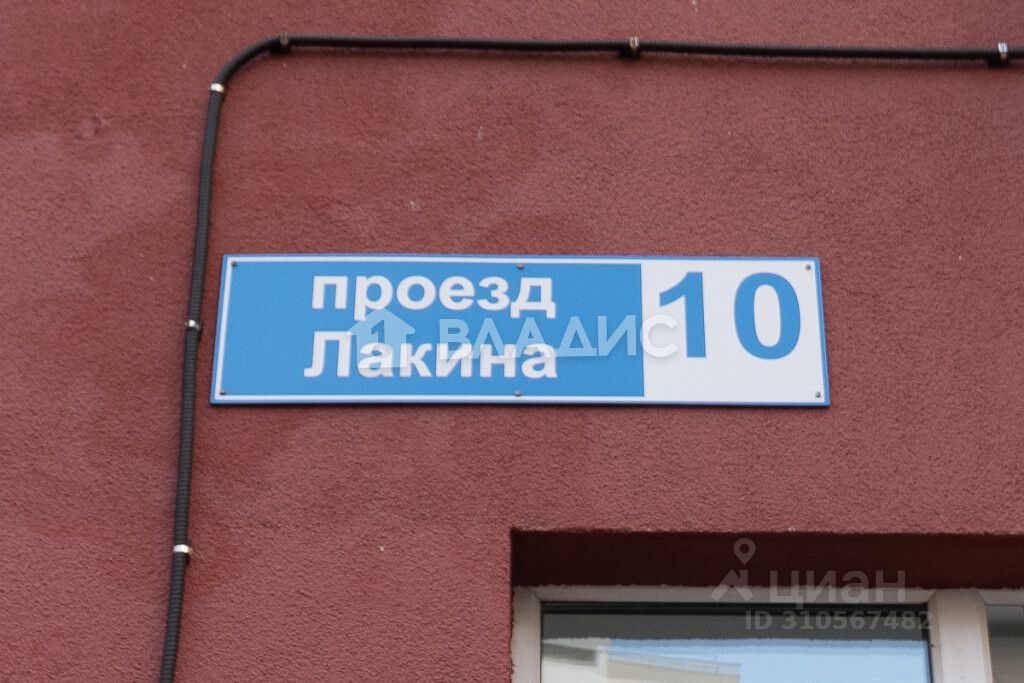 проезд
Лакина
10
ВЛАДИС
циан
ID 310567482